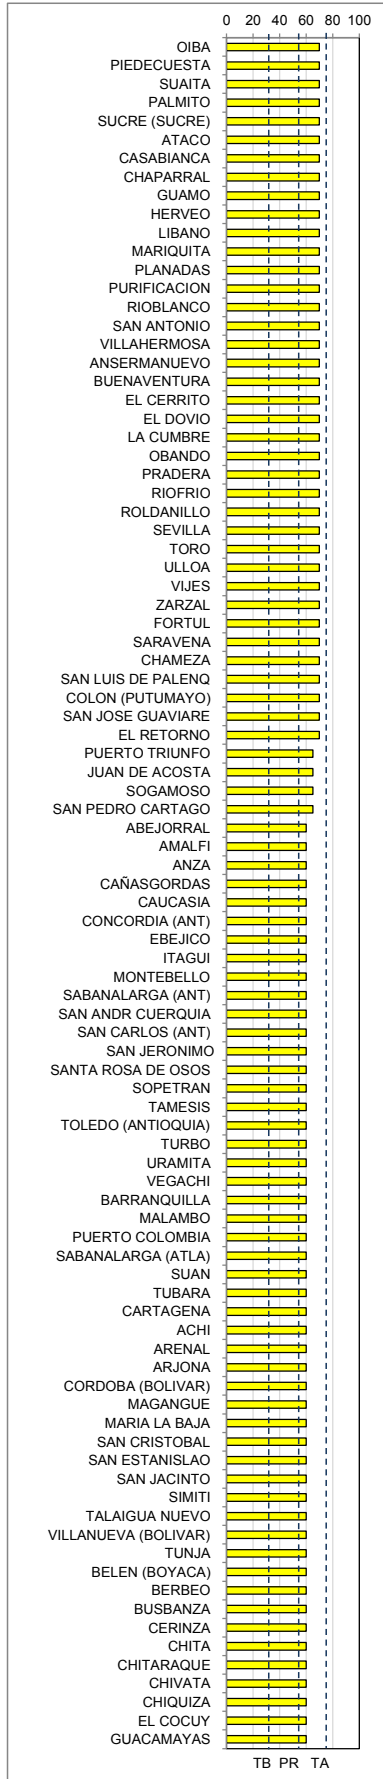 0 20 40 60 80 100
OIBA
PIEDECUESTA
SUAITA
PALMITO
SUCRE (SUCRE)
ATACO
CASABIANCA
CHAPARRAL
GUAMO
HERVEO
LIBANO
MARIQUITA
PLANADAS
PURIFICACION
RIOBLANCO
SAN ANTONIO
VILLAHERMOSA
ANSERMANUEVO
BUENAVENTURA
EL CERRITO
EL DOVIO
LA CUMBRE
OBANDO
PRADERA
RIOFRIO
ROLDANILLO
SEVILLA
TORO
ULLOA
VIJES
ZARZAL
FORTUL
SARAVENA
CHAMEZA
SAN LUIS DE PALENQ
COLON (PUTUMAYO)
SAN JOSE GUAVIARE
EL RETORNO
PUERTO TRIUNFO
JUAN DE ACOSTA
SOGAMOSO
SAN PEDRO CARTAGO
ABEJORRAL
AMALFI
ANZA
CAÑASGORDAS
CAUCASIA
CONCORDIA (ANT)
EBEJICO
ITAGUI
MONTEBELLO
SABANALARGA (ANT)
SAN ANDR CUERQUIA
SAN CARLOS (ANT)
SAN JERONIMO
SANTA ROSA DE OSOS
SOPETRAN
TAMESIS
TOLEDO (ANTIOQUIA)
TURBO
URAMITA
VEGACHI
BARRANQUILLA
MALAMBO
PUERTO COLOMBIA
SABANALARGA (ATLA)
SUAN
TUBARA
CARTAGENA
ACHI
ARENAL
ARJONA
CORDOBA (BOLIVAR)
MAGANGUE
MARIA LA BAJA
SAN CRISTOBAL
SAN ESTANISLAO
SAN JACINTO
SIMITI
TALAIGUA NUEVO
VILLANUEVA (BOLIVAR)
TUNJA
BELEN (BOYACA)
BERBEO
BUSBANZA
CERINZA
CHITA
CHITARAQUE
CHIVATA
CHIQUIZA
EL COCUY
GUACAMAYAS
TB PR TA